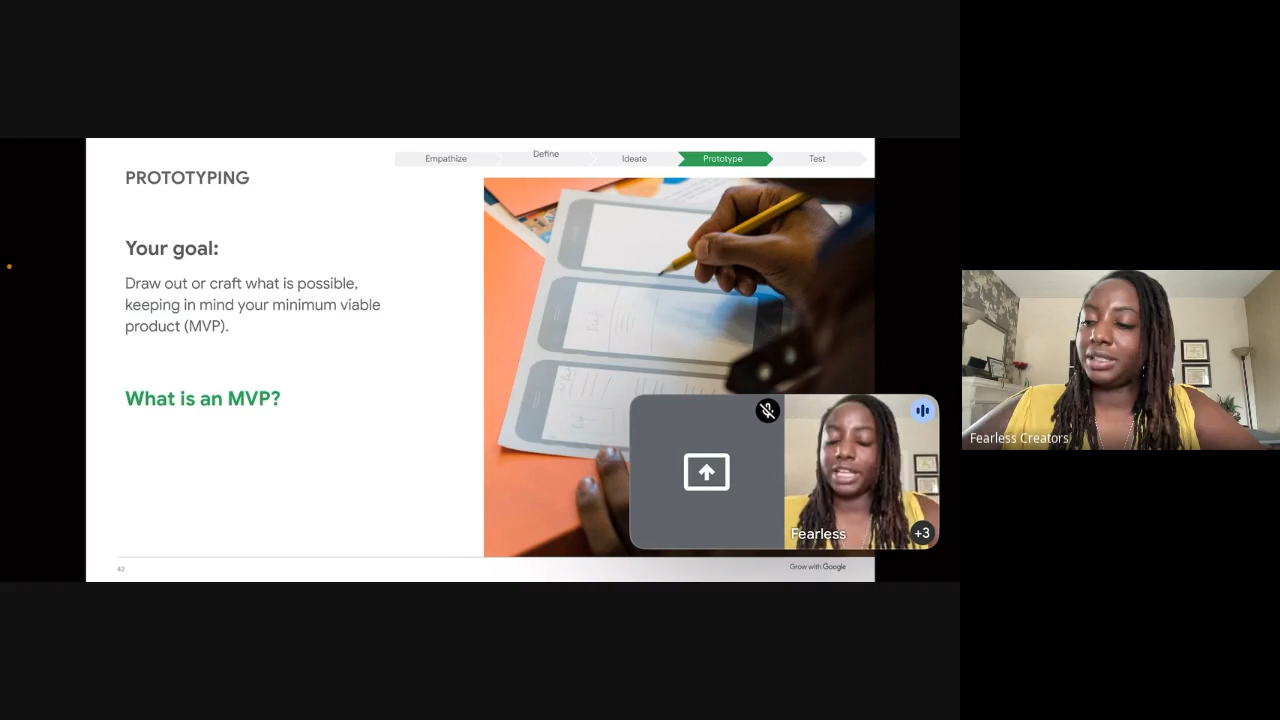 Empathize
Define
Ideate
Prototype
Test
PROTOTYPING
Your goal:
Draw out or craft what is possible,
keeping in mind your minimum viable
product (MVP).
What is an MVP?
Fearless
+3
42
Grow with Google
Fearless Creators